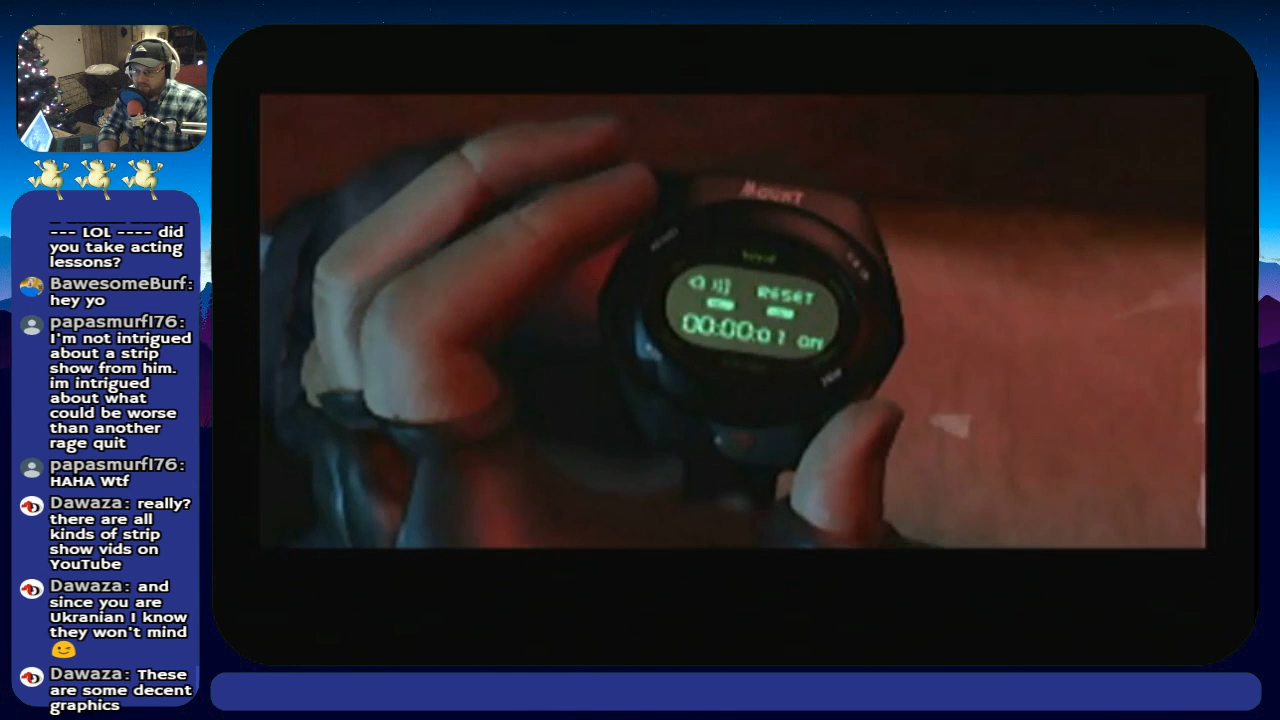 --- LOL ---- did
you take acting
lessons?
BawesomeBurf:
hey yo
papasmurf176:
I'm not intrigued
about a strip
show from him.
im intrigued
about what
could be worse
than another
rage quit
papasmurf176:
HAHA Wtf
Dawaza: really?
there are all
kinds of strip
show vids on
YouTube
Dawaza: and
since you are
Ukranian I know
they won't mind
Dawaza: These
are some decent
graphics
MOUNT
RESET
00:00:01 ON